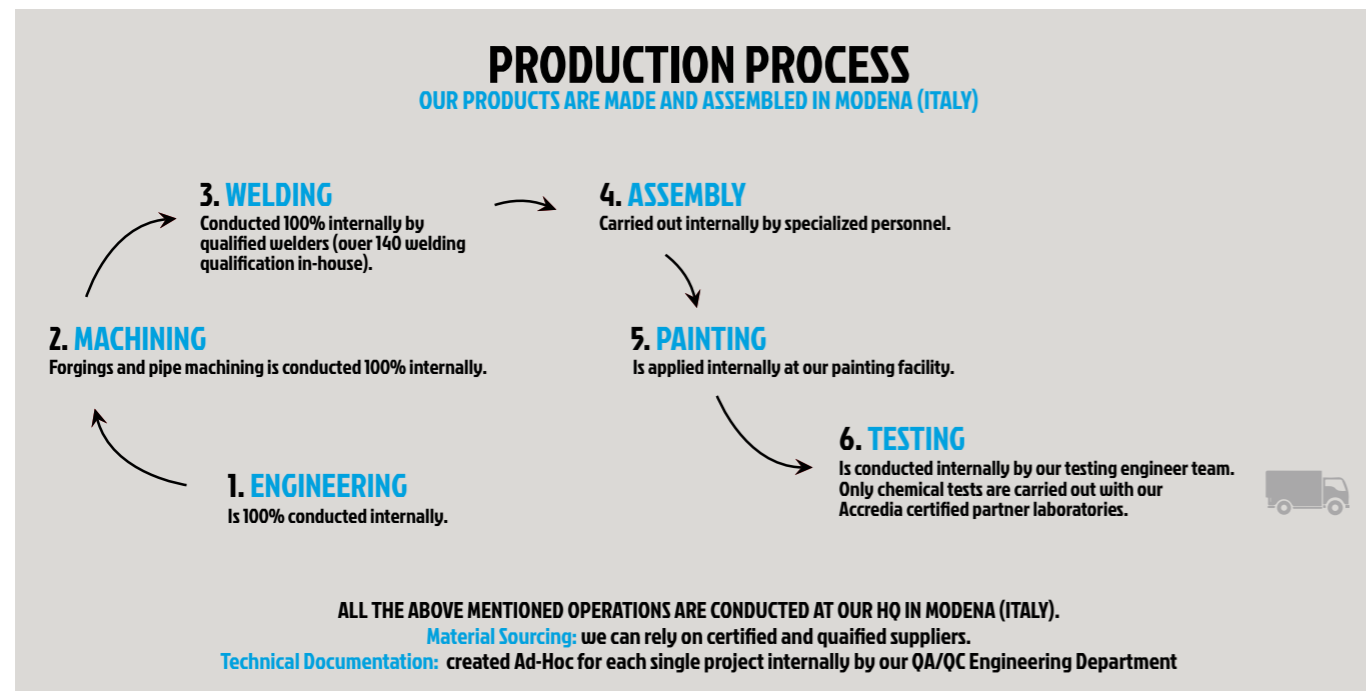 PRODUCTION PROCESS
OUR PRODUCTS ARE MADE AND ASSEMBLED IN MODENA (ITALY)
3. WELDING
Conducted 100% internally by
qualified welders (over 140 welding
qualification in-house).
4. ASSEMBLY
Carried out internally by specialized personnel.
2. MACHINING
Forgings and pipe machining is conducted 100% internally.
5. PAINTING
Is applied internally at our painting facility.
6. TESTING
Is conducted internally by our testing engineer team.
Only chemical tests are carried out with our
Accredia certified partner laboratories.
1. ENGINEERING
Is 100% conducted internally.
ALL THE ABOVE MENTIONED OPERATIONS ARE CONDUCTED AT OUR HQ IN MODENA (ITALY).
Material Sourcing: we can rely on certified and quaified suppliers.
Technical Documentation: created Ad-Hoc for each single project internally by our QA/QC Engineering Department